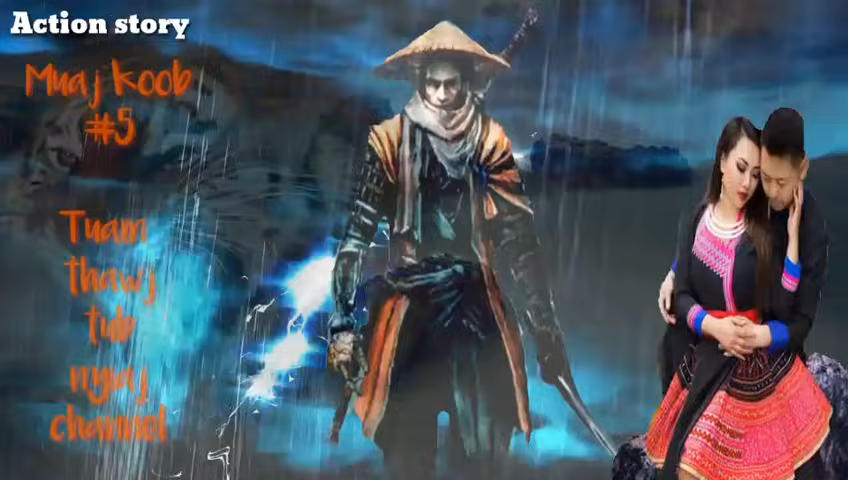 Action story
Muaj koob
#5
Tuam
thawj
tub
nyiaj
channel